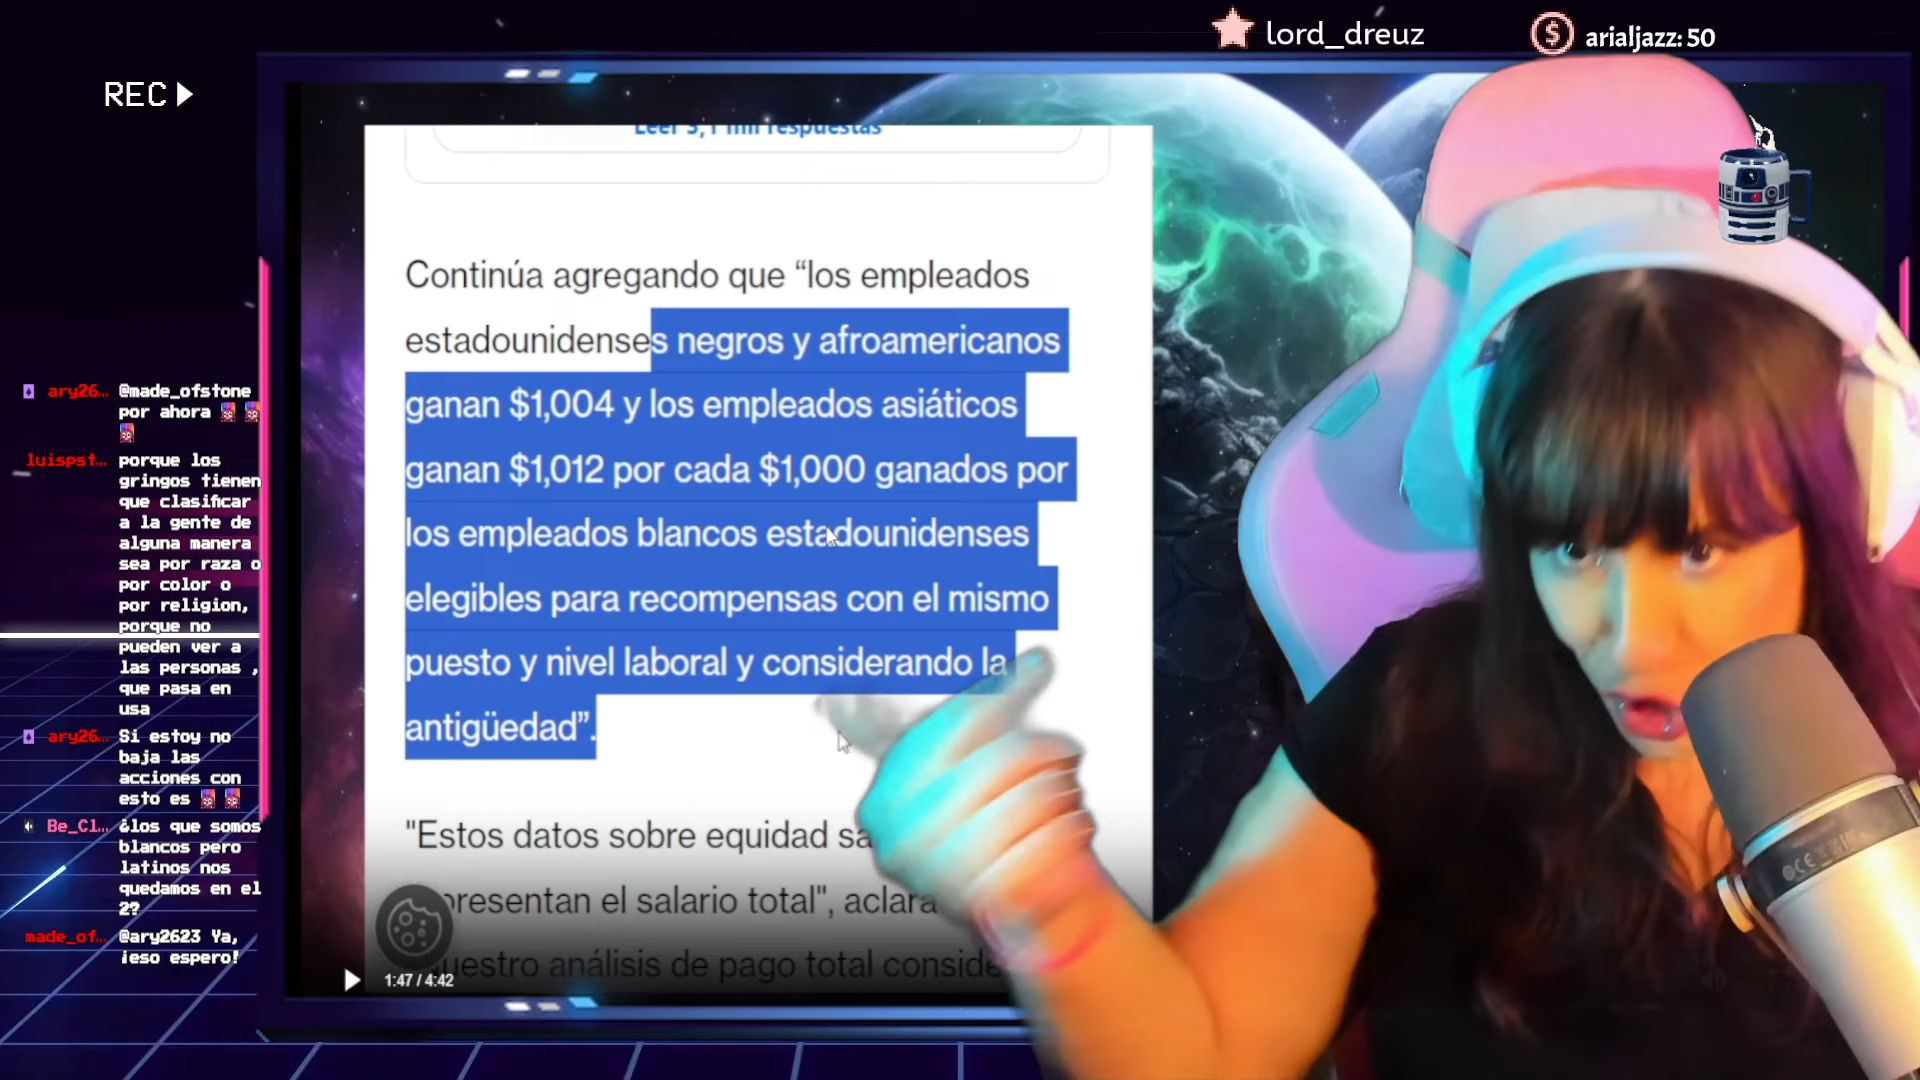 lord_dreuz
arialjazz: 50
REC
Leer 5,1 mil respuestas
Continúa agregando que “los empleados
estadounidenses negros y afroamericanos
ganan $1,004 y los empleados asiáticos
ganan $1,012 por cada $1,000 ganados por
los empleados blancos estadounidenses
elegibles para recompensas con el mismo
puesto y nivel laboral y considerando la
antigüedad”.
"Estos datos sobre equidad
presentan el salario total", aclara
nuestro análisis de pago total
1:47 / 4:42
ary26... @made_ofstone
por ahora
luispst... porque los
gringos tienen
que clasificar
a la gente de
alguna manera
sea por raza o
por color o
por religion,
porque no
pueden ver a
las personas ,
que pasa en
usa
ary26... Si estoy no
baja las
acciones con
esto es
Be_Cl... ¿los que somos
blancos pero
latinos nos
quedamos en el
2?
made_of... @ary2623 Ya,
¡eso espero!